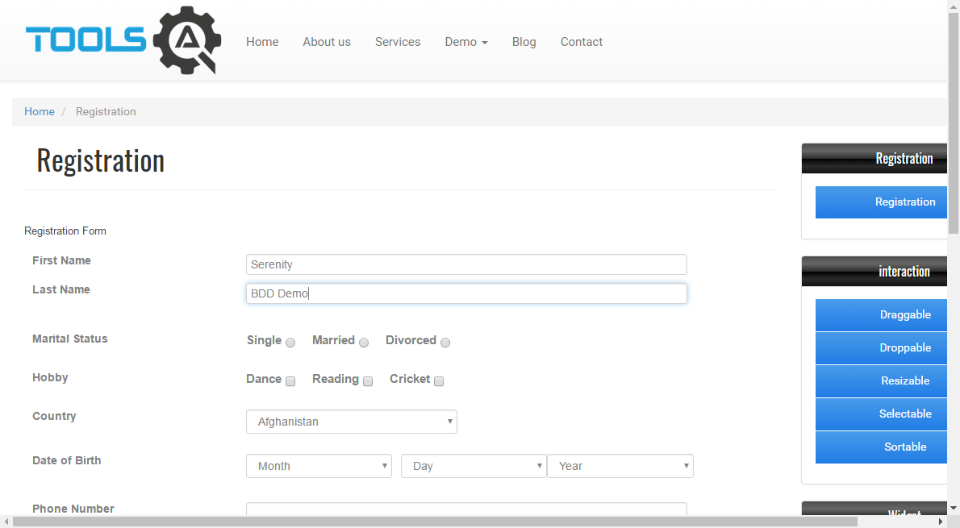 TOOLS QA
Home About us Services Demo Blog Contact
Home / Registration
Registration
Registration Form
First Name Serenity
Last Name BDD Demo
Marital Status Single Married Divorced
Hobby Dance Reading Cricket
Country Afghanistan
Date of Birth Month Day Year
Phone Number
Registration
Registration
interaction
Draggable
Droppable
Resizable
Selectable
Sortable
Widget